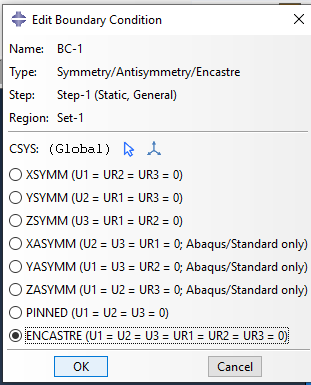 Edit Boundary Condition
Name: BC-1
Type: Symmetry/Antisymmetry/Encastre
Step: Step-1 (Static, General)
Region: Set-1
CSYS: (Global)
XSYMM (U1 = UR2 = UR3 = 0)
YSYMM (U2 = UR1 = UR3 = 0)
ZSYMM (U3 = UR1 = UR2 = 0)
XASYMM (U2 = U3 = UR1 = 0; Abaqus/Standard only)
YASYMM (U1 = U3 = UR2 = 0; Abaqus/Standard only)
ZASYMM (U1 = U2 = UR3 = 0; Abaqus/Standard only)
PINNED (U1 = U2 = U3 = 0)
ENCASTRE (U1 = U2 = U3 = UR1 = UR2 = UR3 = 0)
OK Cancel